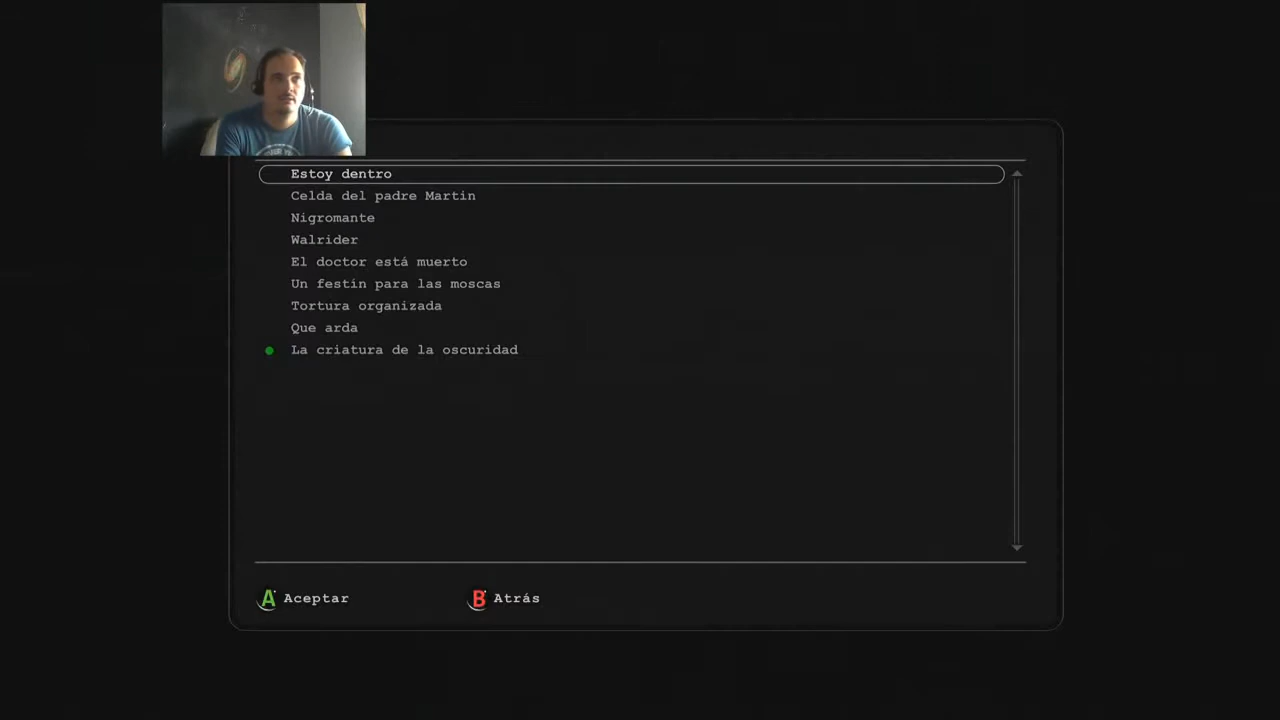 Estoy dentro
Celda del padre Martin
Nigromante
Walrider
El doctor está muerto
Un festín para las moscas
Tortura organizada
Que arda
La criatura de la oscuridad
A Aceptar
B Atrás